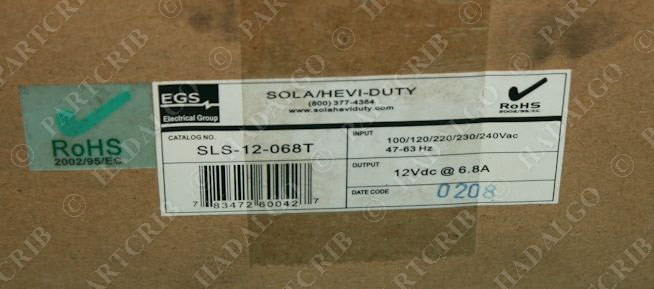 RoHS
2002/95/EC
EGS
Electrical Group
SOLA/HEVI-DUTY
(800) 377-4384
www.solaheviduty.com
RoHS
2002/95/EC
CATALOG NO.
SLS-12-068T
7 83472 60042 7
INPUT
100/120/220/230/240Vac
47-63 Hz
OUTPUT
12Vdc @ 6.8A
DATE CODE
0208
© PARTCRIB
© HADALGO